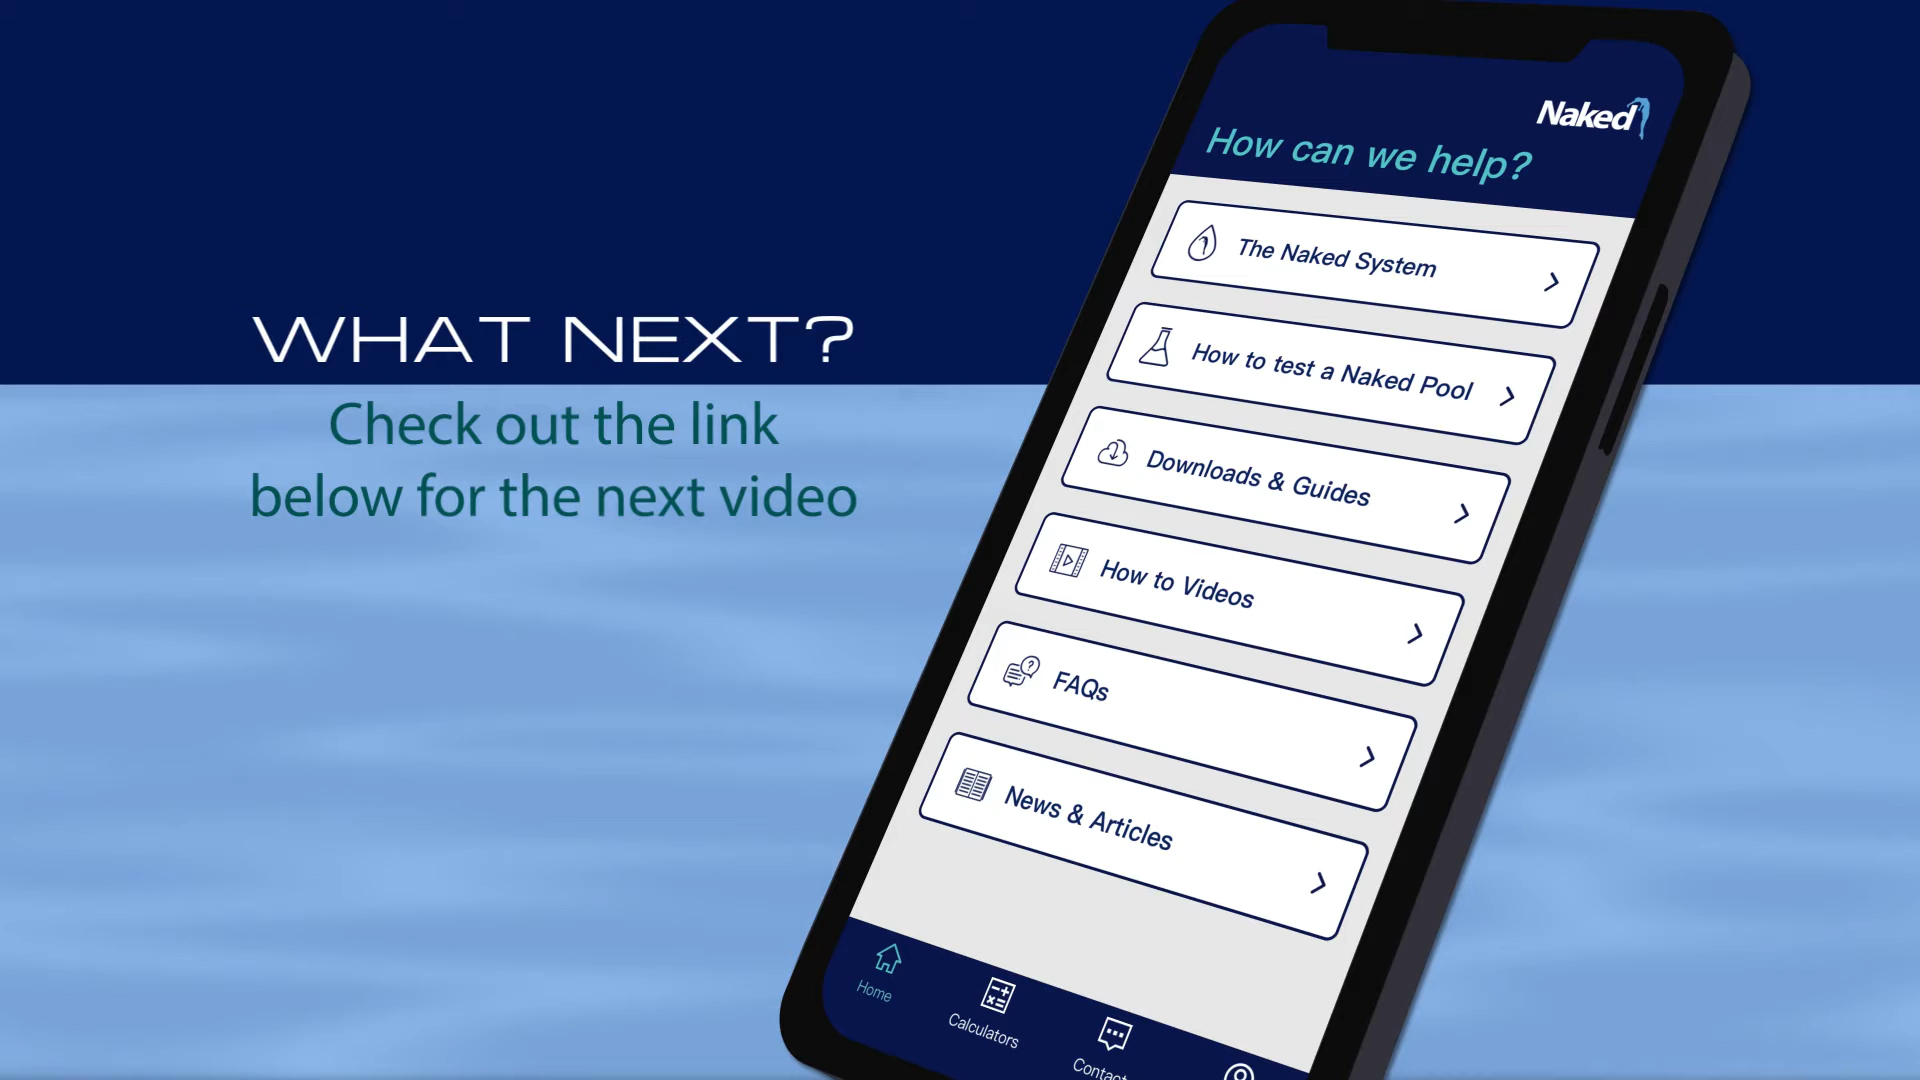 WHAT NEXT?
Check out the link
below for the next video
Naked
How can we help?
The Naked System
How to test a Naked Pool
Downloads & Guides
How to Videos
FAQs
News & Articles
Home
Calculators
Contact